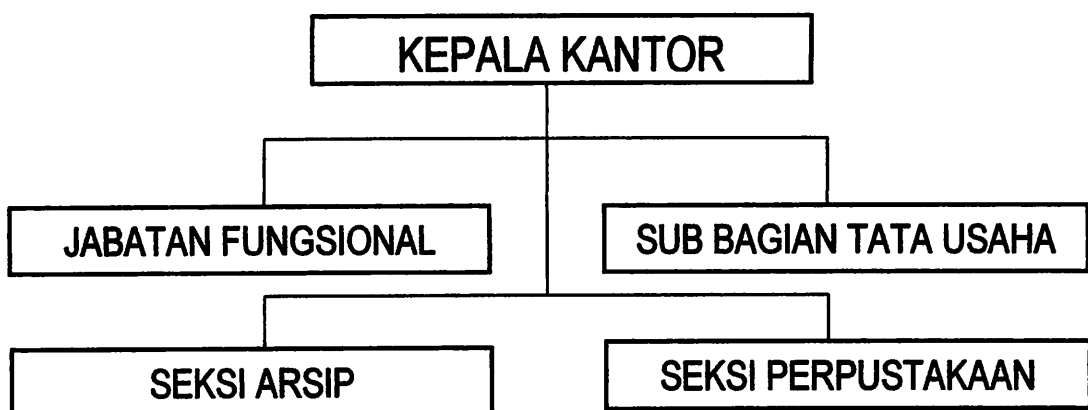 KEPALA KANTOR
JABATAN FUNGSIONAL
SUB BAGIAN TATA USAHA
SEKSI ARSIP
SEKSI PERPUSTAKAAN